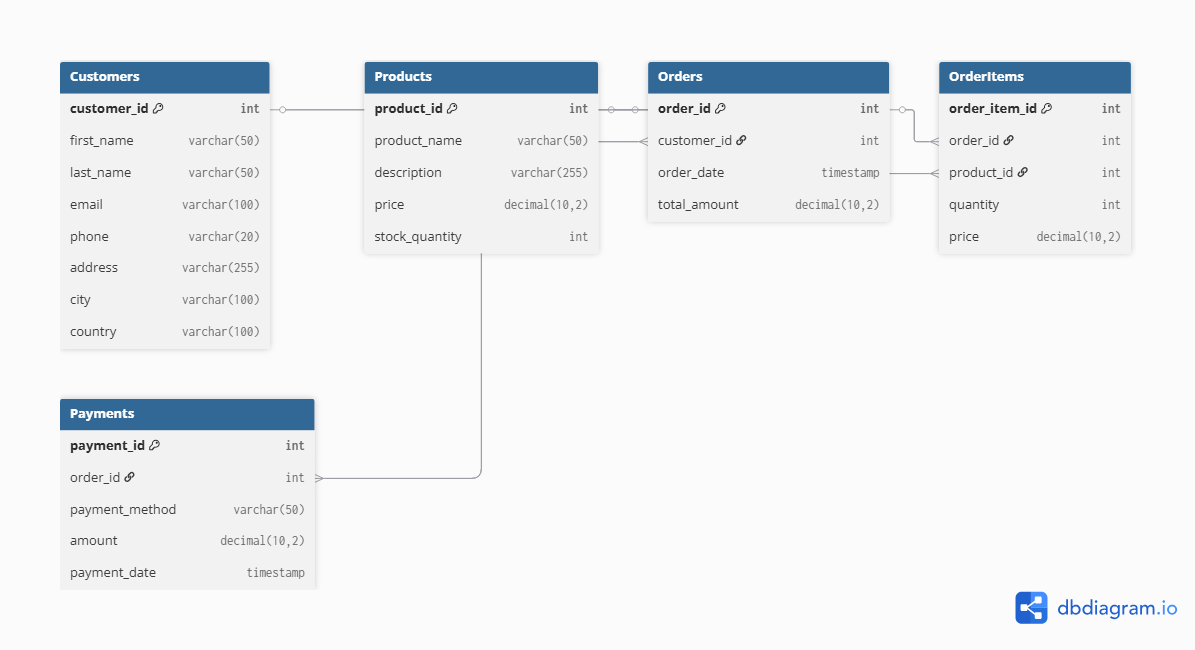 Customers
customer_id int
first_name varchar(50)
last_name varchar(50)
email varchar(100)
phone varchar(20)
address varchar(255)
city varchar(100)
country varchar(100)
Products
product_id int
product_name varchar(50)
description varchar(255)
price decimal(10,2)
stock_quantity int
Orders
order_id int
customer_id int
order_date timestamp
total_amount decimal(10,2)
OrderItems
order_item_id int
order_id int
product_id int
quantity int
price decimal(10,2)
Payments
payment_id int
order_id int
payment_method varchar(50)
amount decimal(10,2)
payment_date timestamp
dbdiagram.io